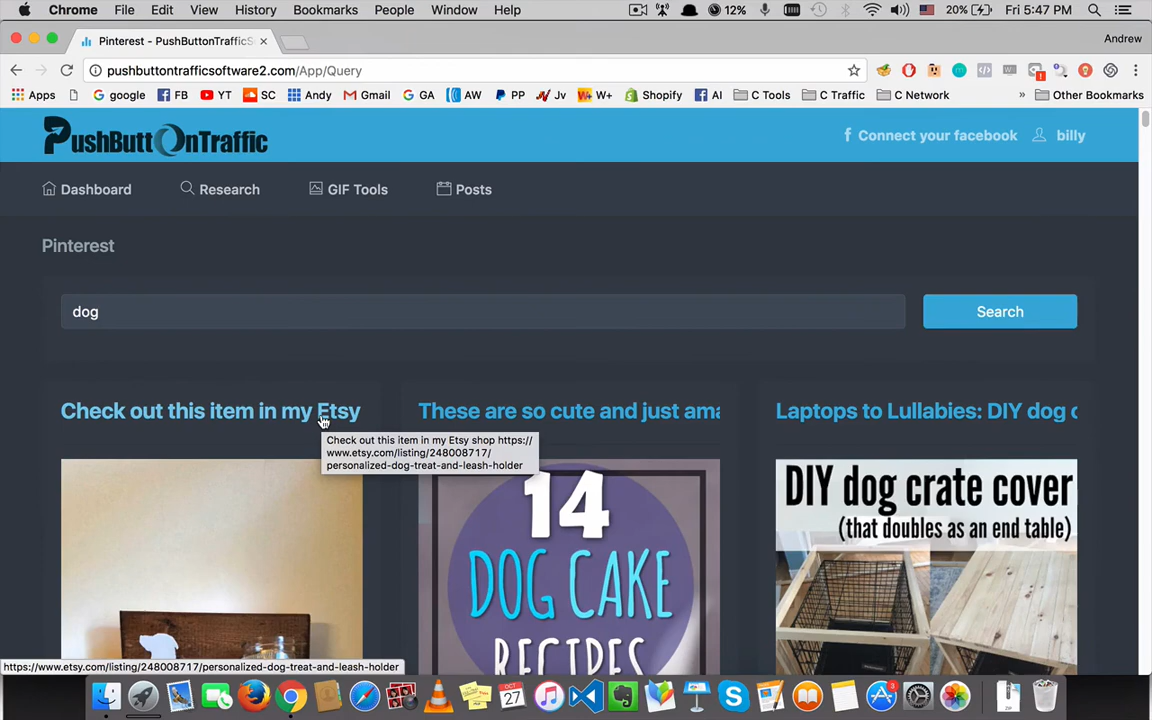 Chrome File Edit View History Bookmarks People Window Help 12% 20% Fri 5:47 PM
Pinterest - PushButtonTrafficS Andrew
pushbuttontrafficsoftware2.com/App/Query
Apps google FB YT SC Andy Gmail GA AW PP Jv W+ Shopify AI C Tools C Traffic C Network » Other Bookmarks
PushButtOnTraffic Connect your facebook billy
Dashboard Research GIF Tools Posts
Pinterest
dog Search
Check out this item in my Etsy These are so cute and just ama Laptops to Lullabies: DIY dog c
Check out this item in my Etsy shop https://
www.etsy.com/listing/248008717/
personalized-dog-treat-and-leash-holder
14
DOG CAKE
RECIPES
DIY dog crate cover
(that doubles as an end table)
https://www.etsy.com/listing/248008717/personalized-dog-treat-and-leash-holder
OCT
27
3